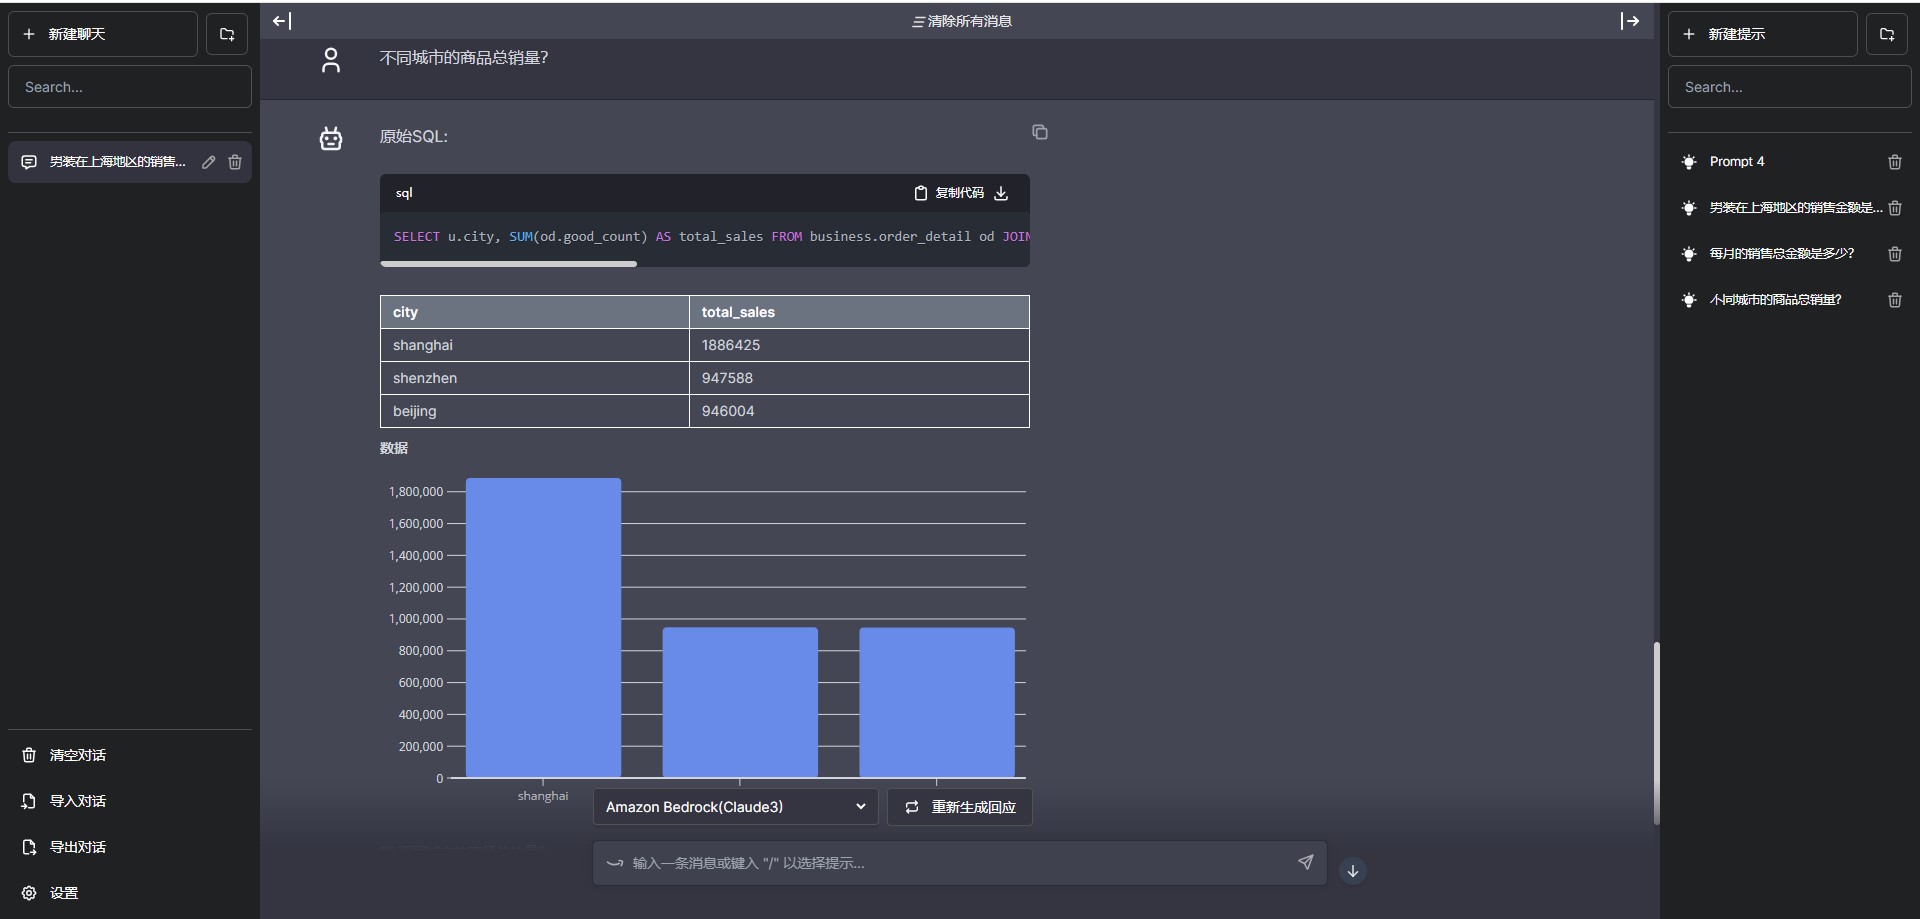 新建聊天
Search...
男装在上海地区的销售...
清空对话
导入对话
导出对话
设置
清除所有消息
不同城市的商品总销量?
原始SQL:
sql
复制代码
SELECT u.city, SUM(od.good_count) AS total_sales FROM business.order_detail od JOIN
city total_sales
shanghai 1886425
shenzhen 947588
beijing 946004
数据
1,800,000
1,600,000
1,400,000
1,200,000
1,000,000
800,000
600,000
400,000
200,000
0
shanghai
Amazon Bedrock(Claude3)
重新生成回应
输入一条消息或键入 "/" 以选择提示...
新建提示
Search...
Prompt 4
男装在上海地区的销售金额是...
每月的销售总金额是多少?
不同城市的商品总销量?